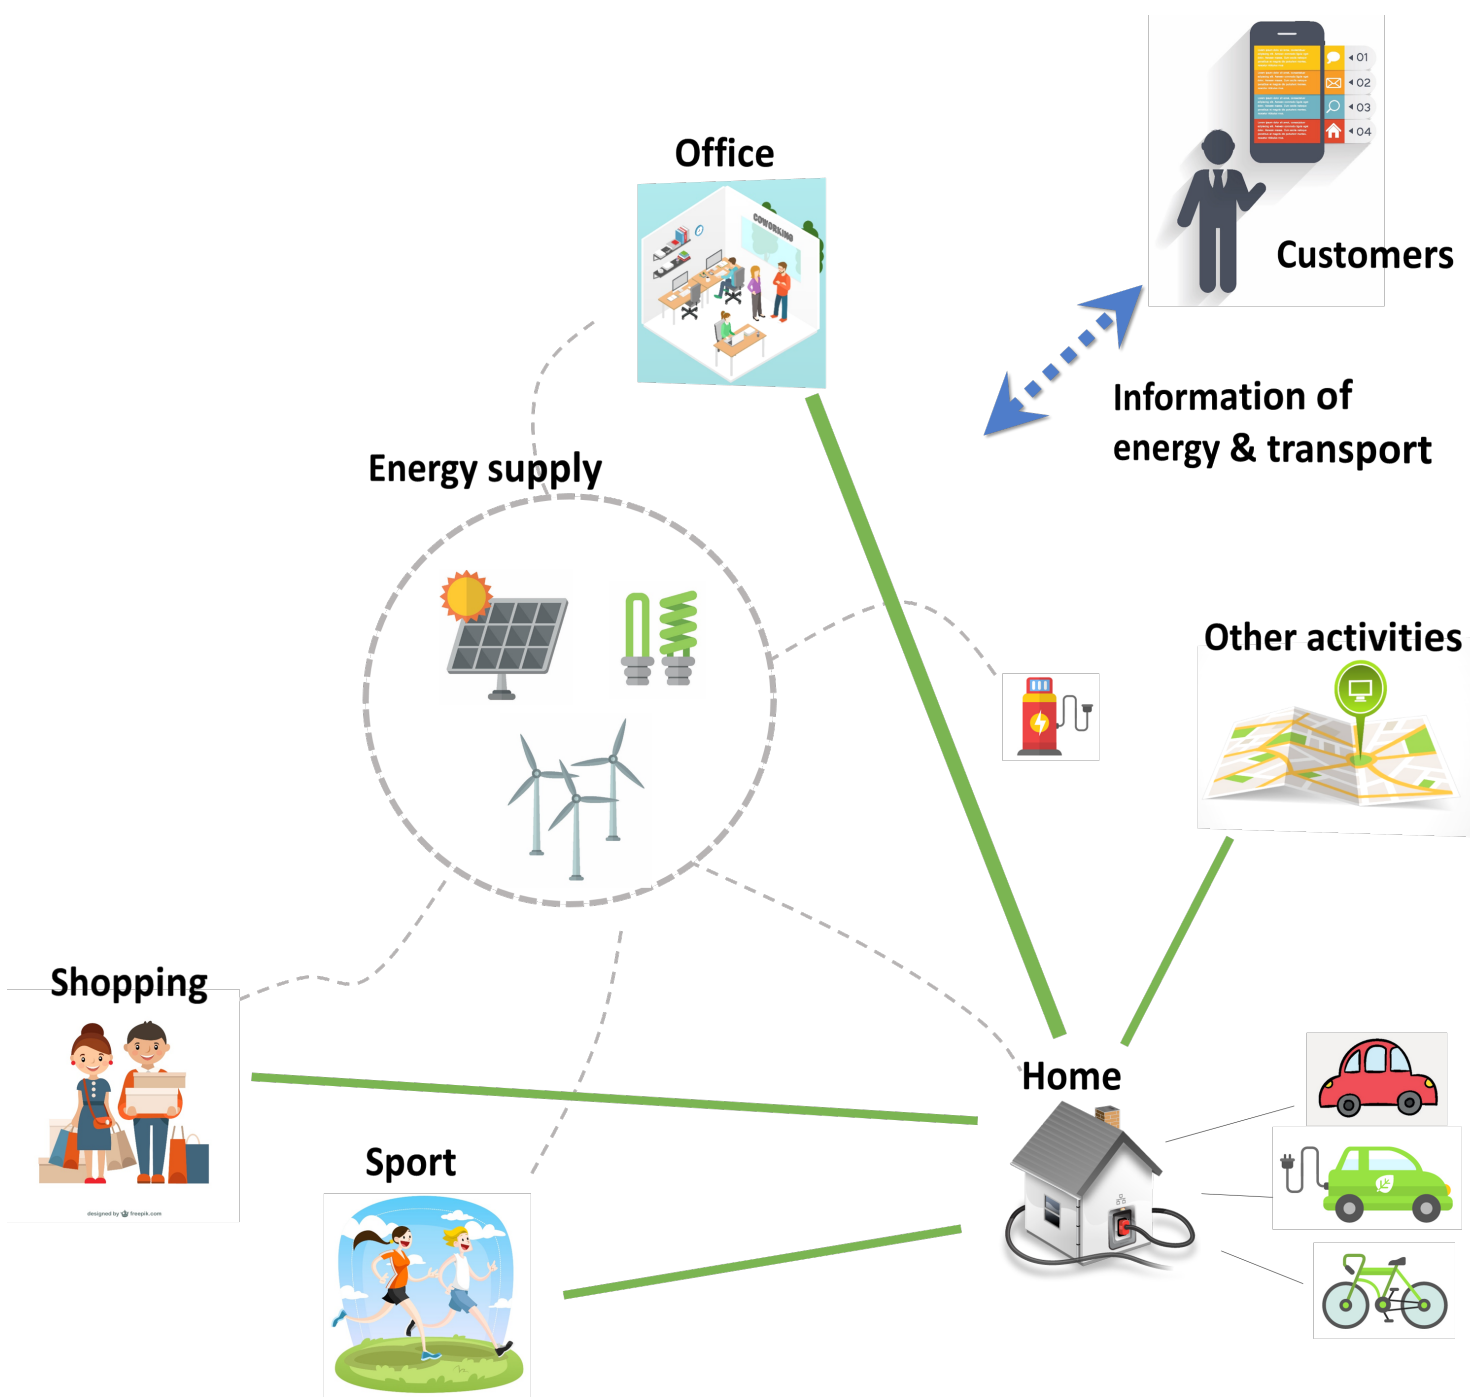 01
02
03
04
Office
COWORKING
Customers
Information of
energy & transport
Energy supply
Other activities
Shopping
Home
Sport
designed by freepik.com